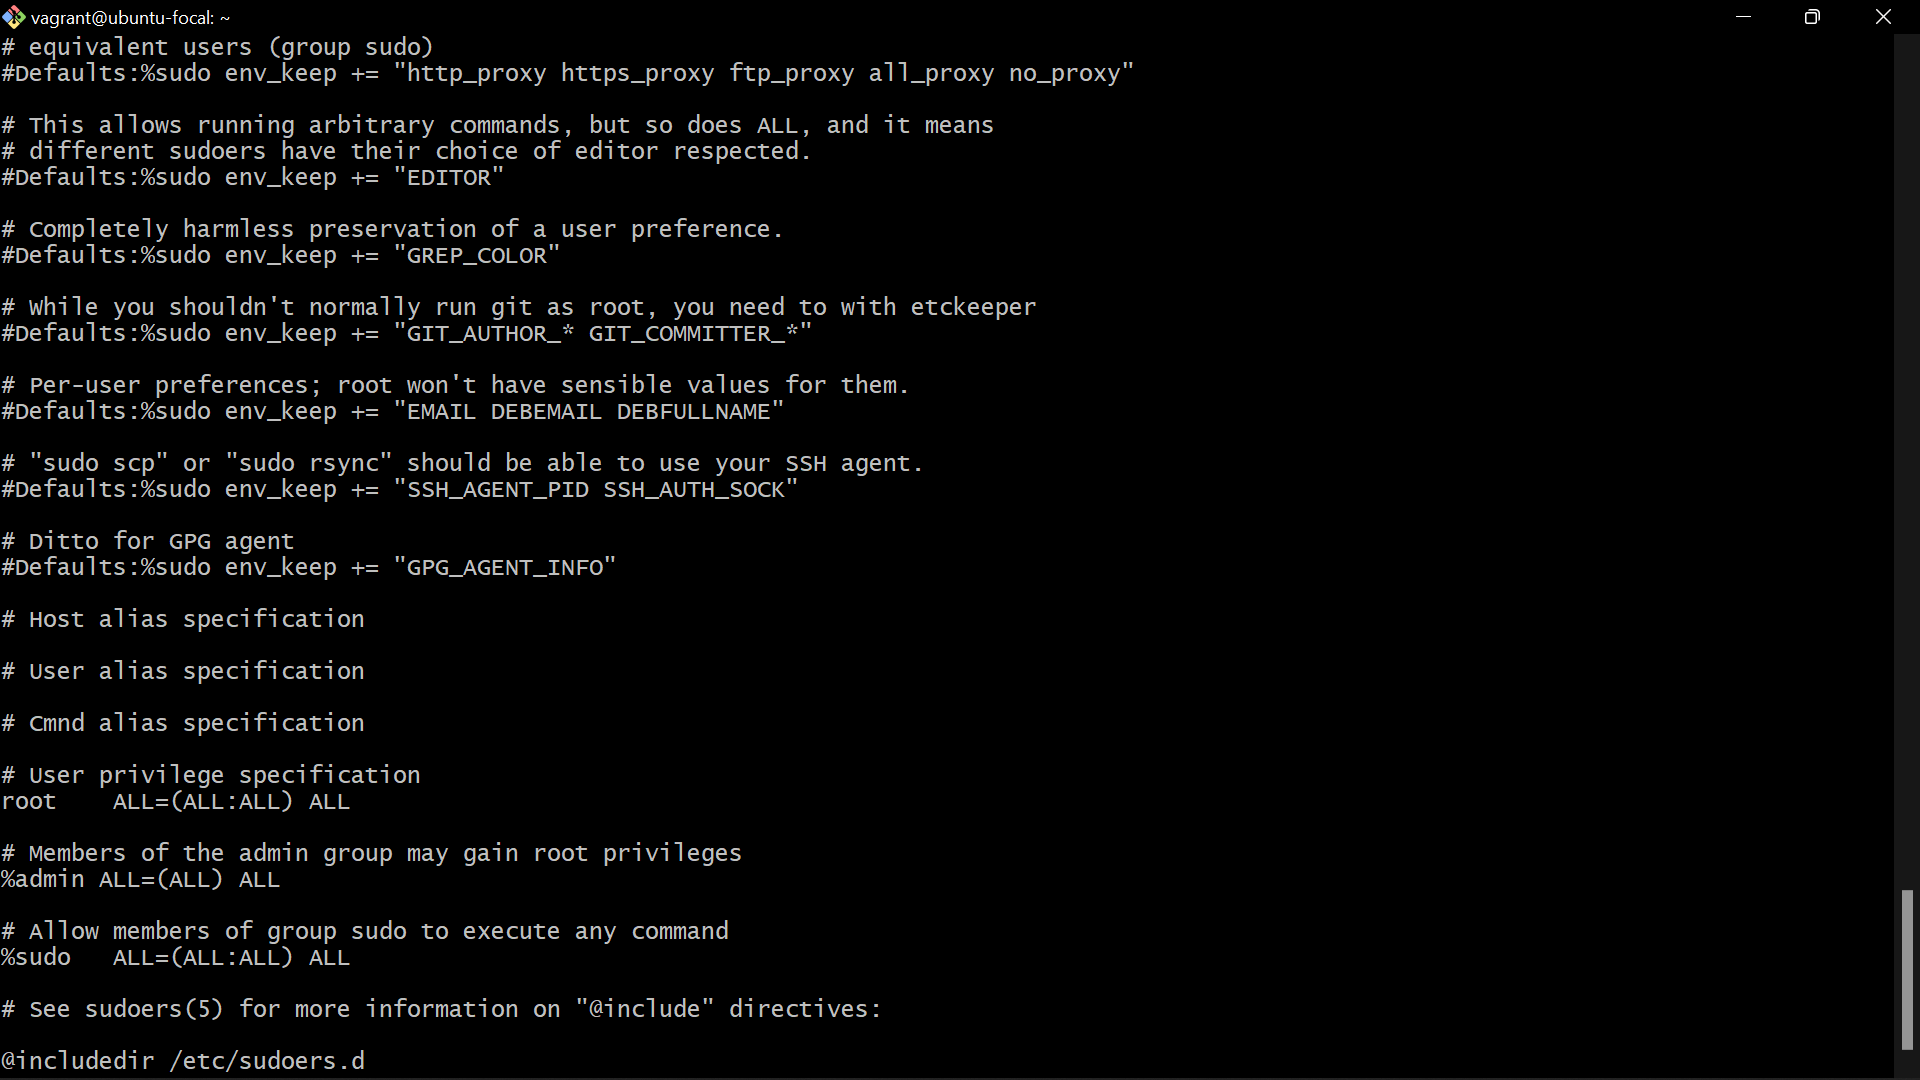 vagrant@ubuntu-focal: ~
# equivalent users (group sudo)
#Defaults:%sudo env_keep += "http_proxy https_proxy ftp_proxy all_proxy no_proxy"
# This allows running arbitrary commands, but so does ALL, and it means
# different sudoers have their choice of editor respected.
#Defaults:%sudo env_keep += "EDITOR"
# Completely harmless preservation of a user preference.
#Defaults:%sudo env_keep += "GREP_COLOR"
# While you shouldn't normally run git as root, you need to with etckeeper
#Defaults:%sudo env_keep += "GIT_AUTHOR_* GIT_COMMITTER_*"
# Per-user preferences; root won't have sensible values for them.
#Defaults:%sudo env_keep += "EMAIL DEBEMAIL DEBFULLNAME"
# "sudo scp" or "sudo rsync" should be able to use your SSH agent.
#Defaults:%sudo env_keep += "SSH_AGENT_PID SSH_AUTH_SOCK"
# Ditto for GPG agent
#Defaults:%sudo env_keep += "GPG_AGENT_INFO"
# Host alias specification
# User alias specification
# Cmnd alias specification
# User privilege specification
root    ALL=(ALL:ALL) ALL
# Members of the admin group may gain root privileges
%admin ALL=(ALL) ALL
# Allow members of group sudo to execute any command
%sudo   ALL=(ALL:ALL) ALL
# See sudoers(5) for more information on "@include" directives:
@includedir /etc/sudoers.d